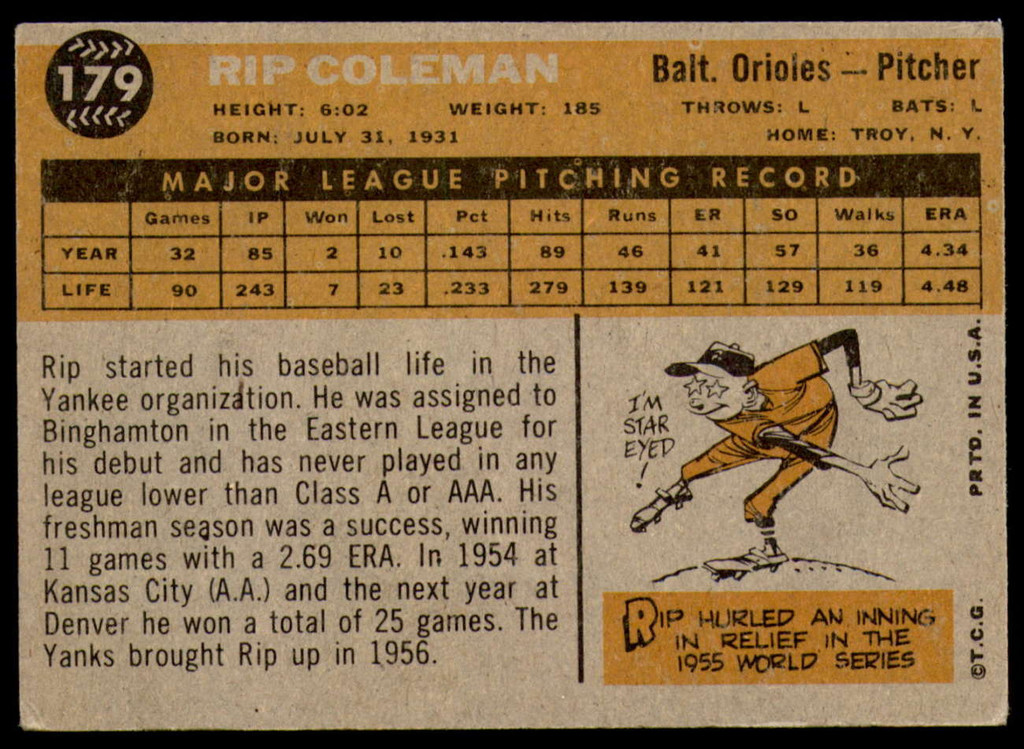 179
RIP COLEMAN
Balt. Orioles — Pitcher
HEIGHT: 6:02 WEIGHT: 185 THROWS: L BATS: L
BORN: JULY 31, 1931 HOME: TROY, N. Y.
MAJOR LEAGUE PITCHING RECORD
Games IP Won Lost Pct Hits Runs ER SO Walks ERA
YEAR 32 85 2 10 .143 89 46 41 57 36 4.34
LIFE 90 243 7 23 .233 279 139 121 129 119 4.48
Rip started his baseball life in the
Yankee organization. He was assigned to
Binghamton in the Eastern League for
his debut and has never played in any
league lower than Class A or AAA. His
freshman season was a success, winning
11 games with a 2.69 ERA. In 1954 at
Kansas City (A.A.) and the next year at
Denver he won a total of 25 games. The
Yanks brought Rip up in 1956.
I'M
STAR
EYED
!
RIP HURLED AN INNING
IN RELIEF IN THE
1955 WORLD SERIES
©T.C.G. PRTD. IN U.S.A.